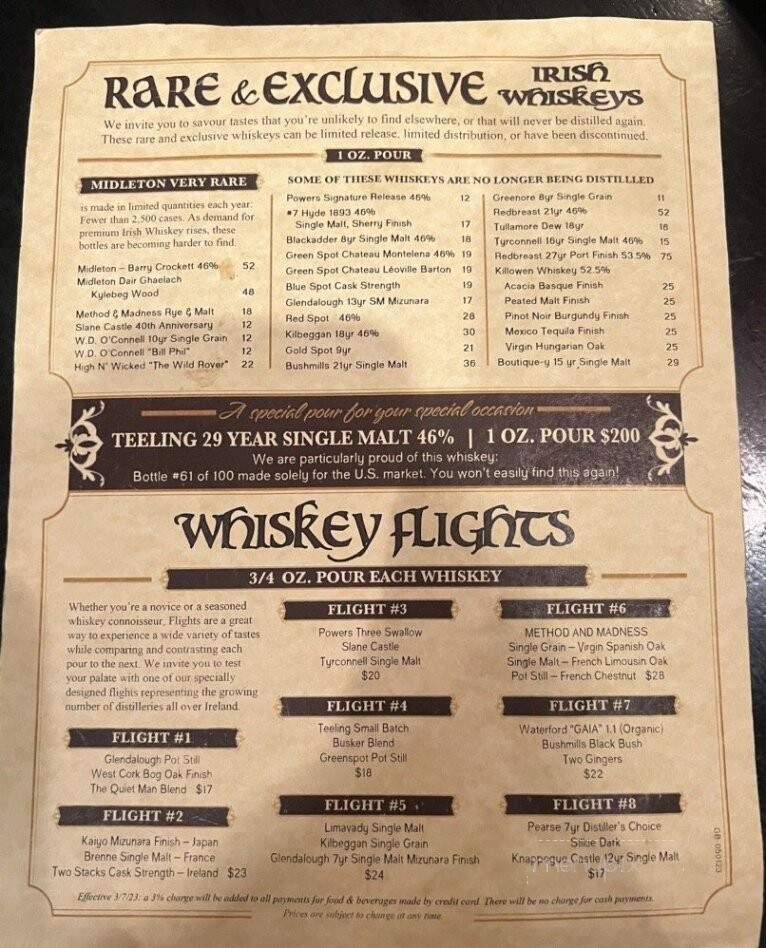 RARE & EXCLUSIVE IRISH WHISKEYS
We invite you to savour tastes that you're unlikely to find elsewhere, or that will never be distilled again.
These rare and exclusive whiskeys can be limited release, limited distribution, or have been discontinued.
1 OZ. POUR
MIDLETON VERY RARE
is made in limited quantities each year:
Fewer than 2,500 cases. As demand for
premium Irish Whiskey rises, these
bottles are becoming harder to find.
Midleton – Barry Crockett 46% 52
Midleton Dair Ghaelach
Kylebeg Wood 48
Method & Madness Rye & Malt 18
Slane Castle 40th Anniversary 12
W.D. O'Connell 10yr Single Grain 12
W.D. O'Connell "Bill Phil" 12
High N' Wicked "The Wild Rover" 22
SOME OF THESE WHISKEYS ARE NO LONGER BEING DISTILLLED
Powers Signature Release 46% 12
#7 Hyde 1893 46%
Single Malt, Sherry Finish 17
Blackadder 8yr Single Malt 46% 18
Green Spot Chateau Montelena 46% 19
Green Spot Chateau Léoville Barton 19
Blue Spot Cask Strength 19
Glendalough 13yr SM Mizunara 17
Red Spot 46% 28
Kilbeggan 18yr 46% 30
Gold Spot 9yr 21
Bushmills 21yr Single Malt 36
Greenore 8yr Single Grain 11
Redbreast 21yr 46% 52
Tullamore Dew 18yr 18
Tyrconnell 16yr Single Malt 46% 15
Redbreast 27yr Port Finish 53.5% 75
Killowen Whiskey 52.5%
Acacia Basque Finish 25
Peated Malt Finish 25
Pinot Noir Burgundy Finish 25
Mexico Tequila Finish 25
Virgin Hungarian Oak 25
Boutique-y 15 yr Single Malt 29
A special pour for your special occasion
TEELING 29 YEAR SINGLE MALT 46% | 1 OZ. POUR $200
We are particularly proud of this whiskey:
Bottle #61 of 100 made solely for the U.S. market. You won't easily find this again!
WHISKEY FLIGHTS
3/4 OZ. POUR EACH WHISKEY
Whether you're a novice or a seasoned
whiskey connoisseur, Flights are a great
way to experience a wide variety of tastes
while comparing and contrasting each
pour to the next. We invite you to test
your palate with one of our specially
designed flights representing the growing
number of distilleries all over Ireland.
FLIGHT #1
Glendalough Pot Still
West Cork Bog Oak Finish
The Quiet Man Blend $17
FLIGHT #2
Kaiyo Mizunara Finish – Japan
Brenne Single Malt – France
Two Stacks Cask Strength – Ireland $23
FLIGHT #3
Powers Three Swallow
Slane Castle
Tyrconnell Single Malt
$20
FLIGHT #4
Teeling Small Batch
Busker Blend
Greenspot Pot Still
$18
FLIGHT #5
Limavady Single Malt
Kilbeggan Single Grain
Glendalough 7yr Single Malt Mizunara Finish
$24
FLIGHT #6
METHOD AND MADNESS
Single Grain – Virgin Spanish Oak
Single Malt – French Limousin Oak
Pot Still – French Chestnut $28
FLIGHT #7
Waterford "GAIA" 1.1 (Organic)
Bushmills Black Bush
Two Gingers
$22
FLIGHT #8
Pearse 7yr Distiller's Choice
Dark
Knappogue Castle 12yr Single Malt
$17
GB 050123
Effective 3/7/23: a 3% charge will be added to all payments for food & beverages made by credit card. There will be no charge for cash payments.
Prices are subject to change at any time.